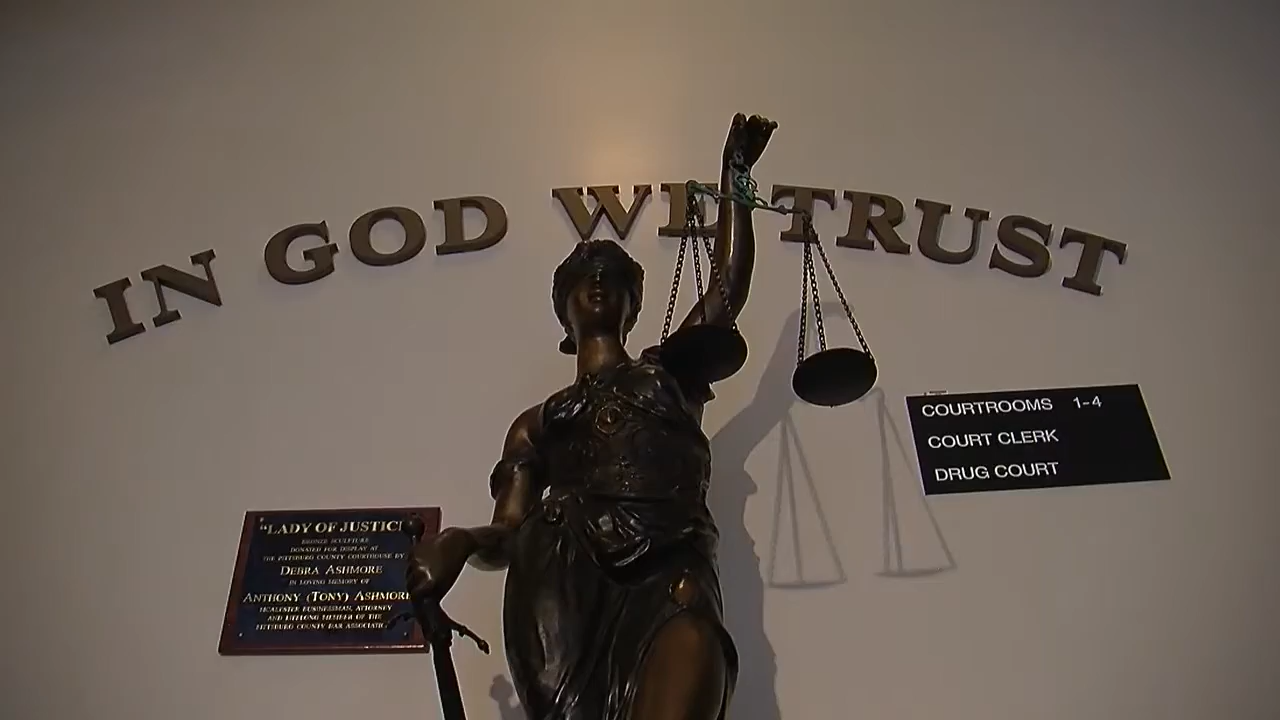 IN GOD WE TRUST
COURTROOMS 1-4
COURT CLERK
DRUG COURT
"LADY OF JUSTIC
BRONZE SCULPTURE
DONATED FOR DISPLAY AT
THE PITTSBURG COUNTY COURTHOUSE BY
DEBRA ASHMORE
IN LOVING MEMORY OF
ANTHONY (TONY) ASHMORE
MCALESTER BUSINESSMAN, ATTORNEY
AND LIFELONG MEMBER OF THE
PITTSBURG COUNTY BAR ASSOCIATIO